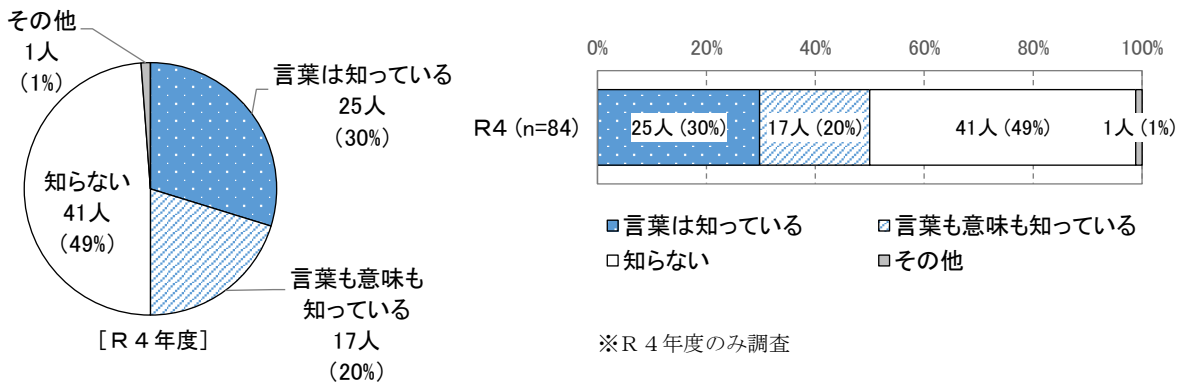 その他
1人
(1%)
言葉は知っている
25人
(30%)
知らない
41人
(49%)
言葉も意味も
知っている
17人
(20%)
[R4年度]
0% 20% 40% 60% 80% 100%
R4 (n=84) 25人 (30%) 17人 (20%) 41人 (49%) 1人 (1%)
言葉は知っている 言葉も意味も知っている
知らない その他
※R4年度のみ調査